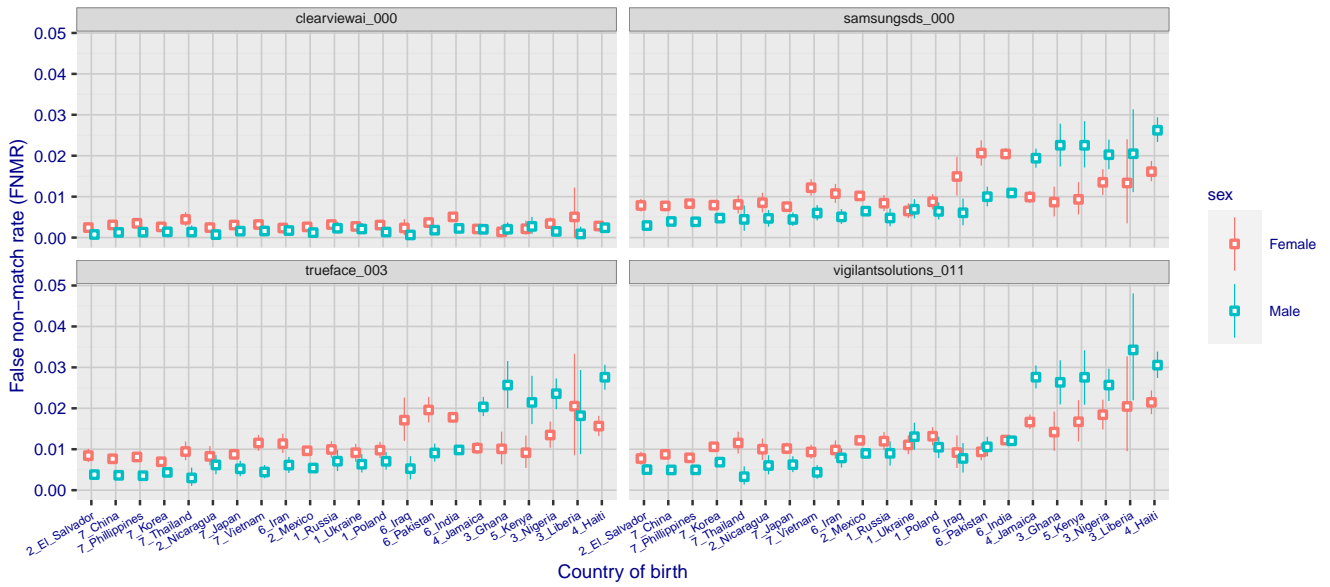 clearviewai_000
samsungsds_000
0.05
0.04
0.03
0.02
0.01
0.00
trueface_003
vigilantsolutions_011
0.05
0.04
0.03
0.02
0.01
0.00
False non−match rate (FNMR)
2_El_Salvador
7_China
7_Phillippines
7_Korea
7_Thailand
2_Nicaragua
7_Japan
7_Vietnam
6_Iran
2_Mexico
1_Russia
1_Ukraine
1_Poland
6_Iraq
6_Pakistan
6_India
4_Jamaica
3_Ghana
5_Kenya
3_Nigeria
3_Liberia
4_Haiti
2_El_Salvador
7_China
7_Phillippines
7_Korea
7_Thailand
2_Nicaragua
7_Japan
7_Vietnam
6_Iran
2_Mexico
1_Russia
1_Ukraine
1_Poland
6_Iraq
6_Pakistan
6_India
4_Jamaica
3_Ghana
5_Kenya
3_Nigeria
3_Liberia
4_Haiti
Country of birth
sex
Female
Male